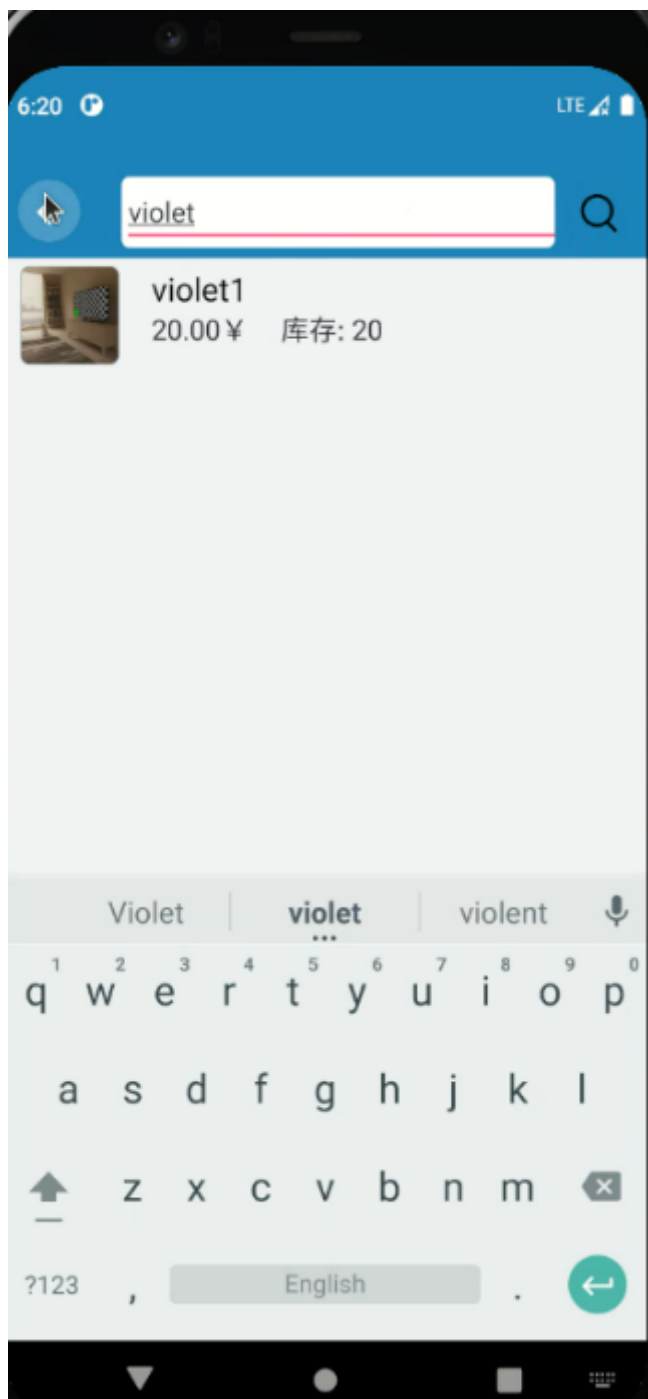 6:20 LTE
violet
violet1
20.00￥ 库存: 20
Violet violet violent
1 2 3 4 5 6 7 8 9 0
q w e r t y u i o p
a s d f g h j k l
z x c v b n m
?123 , English .